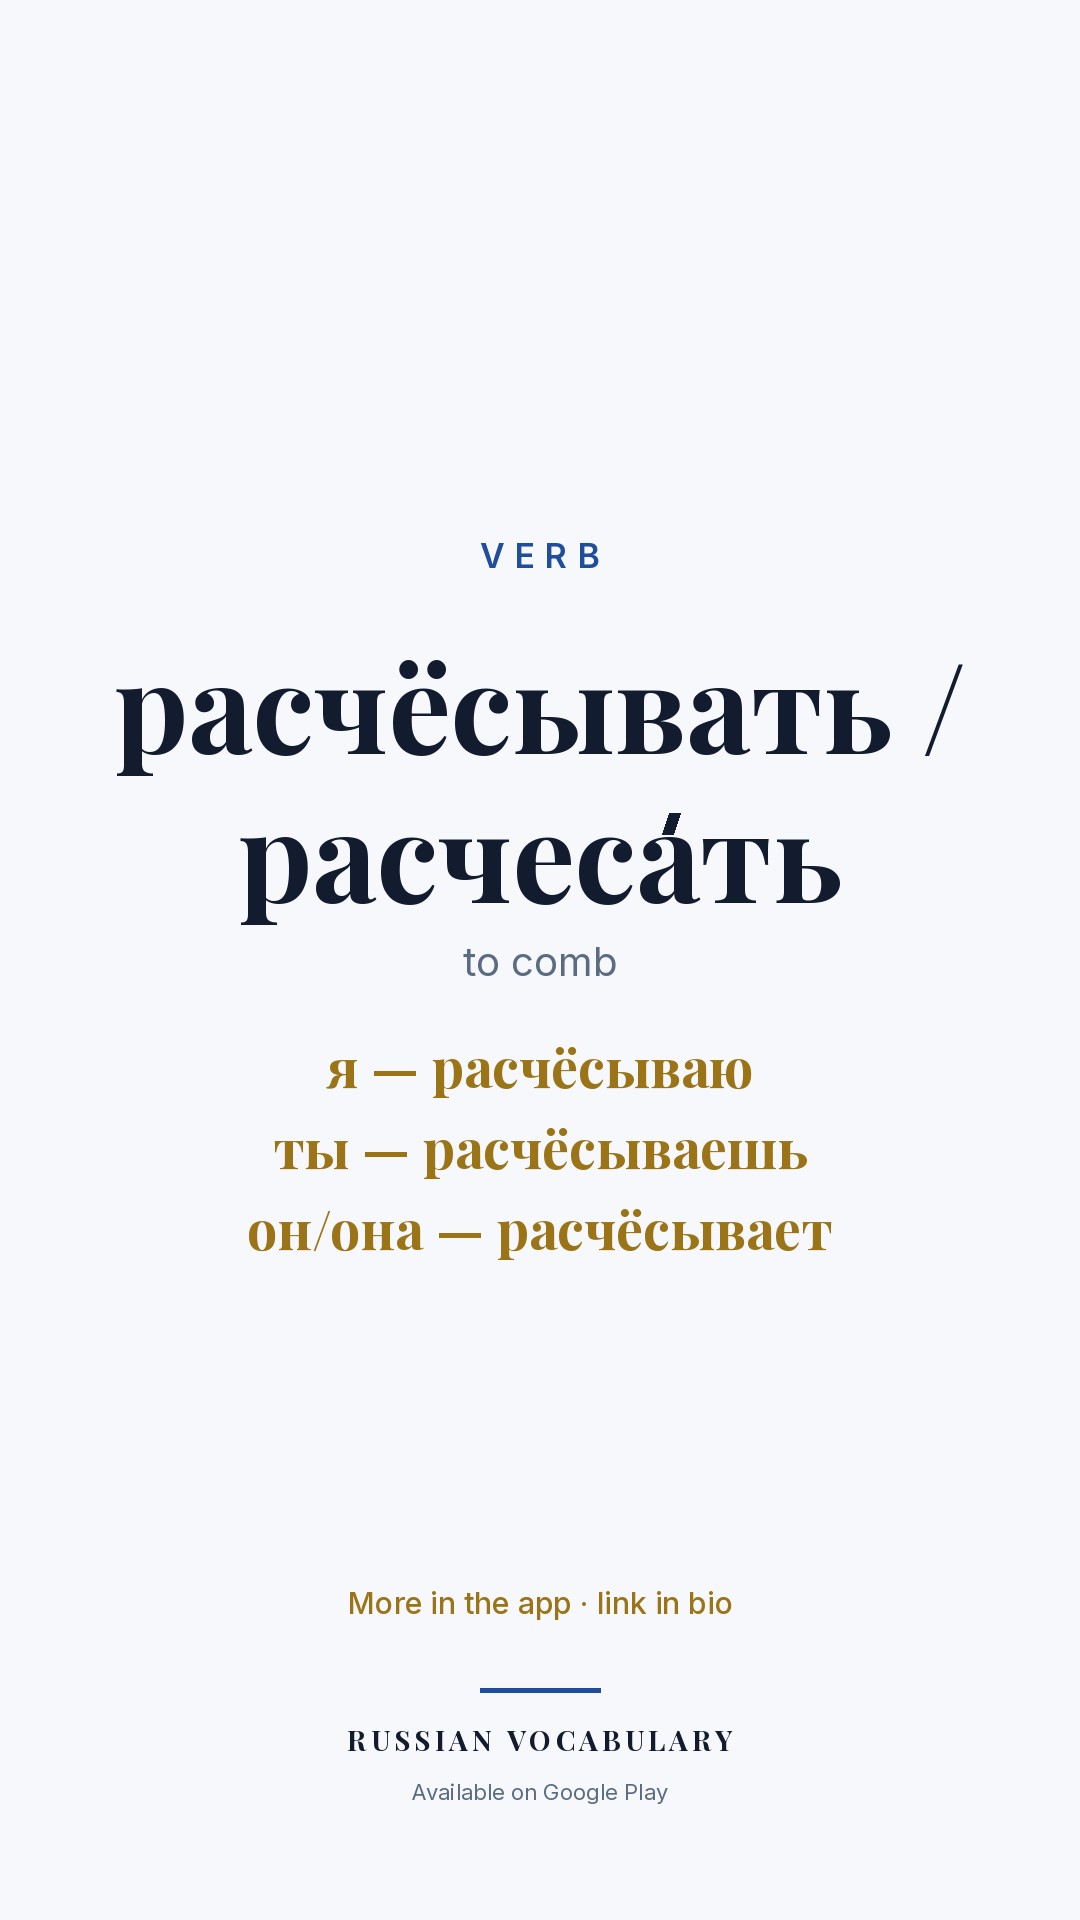 VERB
расчёсывать /
расчеса́ть
to comb
я — расчёсываю
ты — расчёсываешь
он/она — расчёсывает
More in the app · link in bio
RUSSIAN VOCABULARY
Available on Google Play